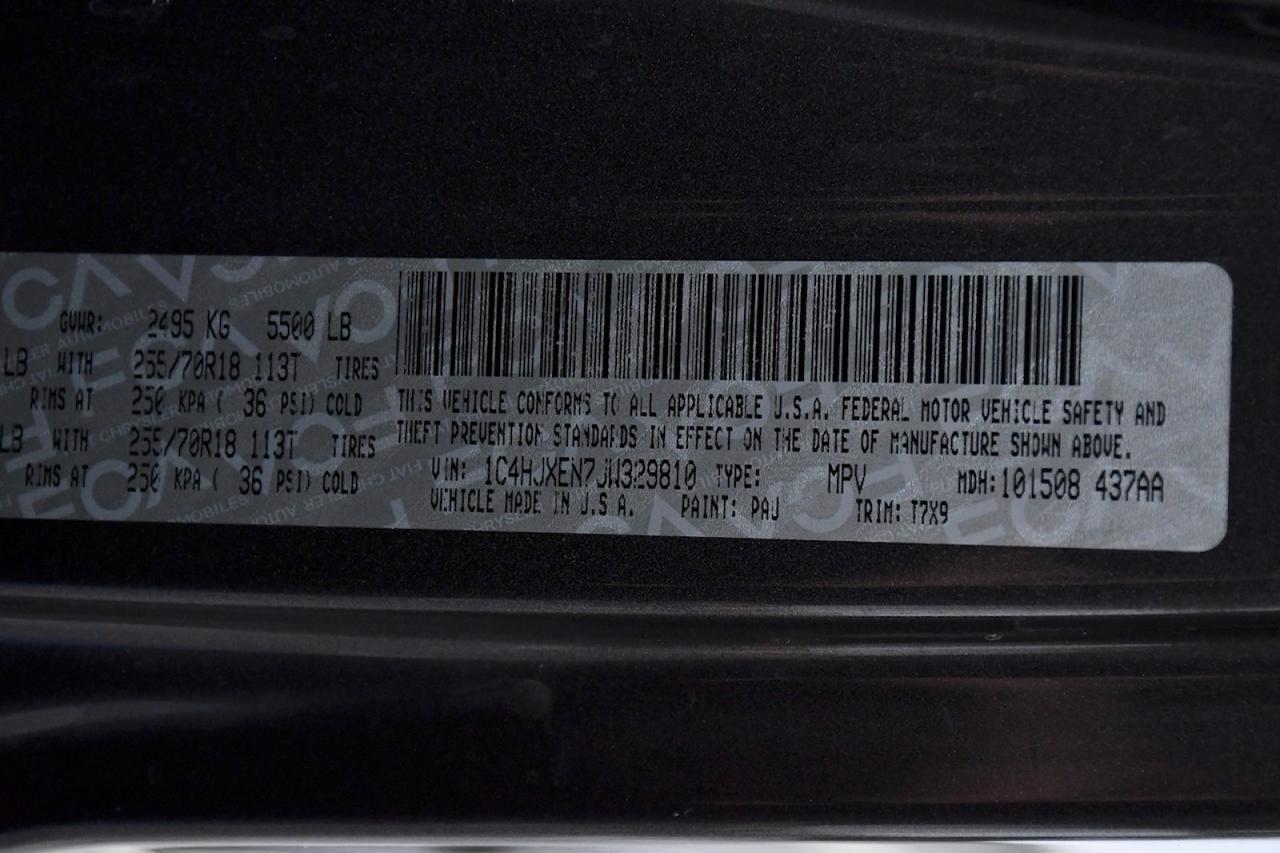 GVWR: 2495 KG 5500 LB
LB WITH 255/70R18 113T TIRES
RIMS AT 250 KPA ( 36 PSI) COLD
LB WITH 255/70R18 113T TIRES
RIMS AT 250 KPA ( 36 PSI) COLD
THIS VEHICLE CONFORMS TO ALL APPLICABLE U.S.A. FEDERAL MOTOR VEHICLE SAFETY AND
THEFT PREVENTION STANDARDS IN EFFECT ON THE DATE OF MANUFACTURE SHOWN ABOVE.
VIN: 1C4HJXEN7JW329810 TYPE: MPV MDH:101508 437AA
VEHICLE MADE IN U.S.A. PAINT: PAU TRIM: T7X9